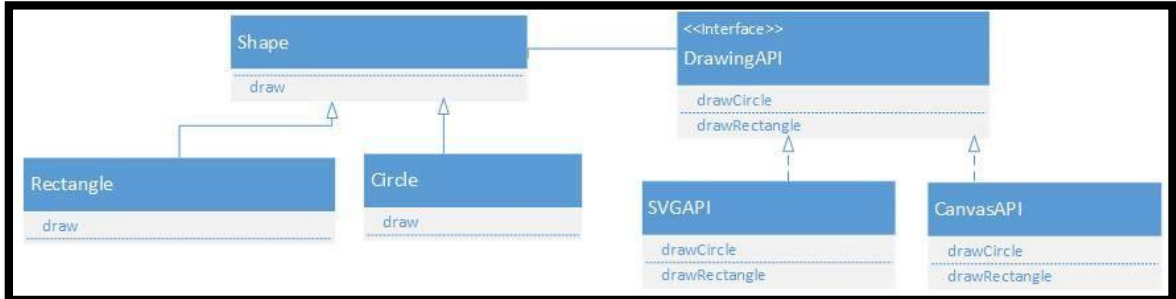 Shape
draw
<<Interface>>
DrawingAPI
drawCircle
drawRectangle
Rectangle
draw
Circle
draw
SVGAPI
drawCircle
drawRectangle
CanvasAPI
drawCircle
drawRectangle